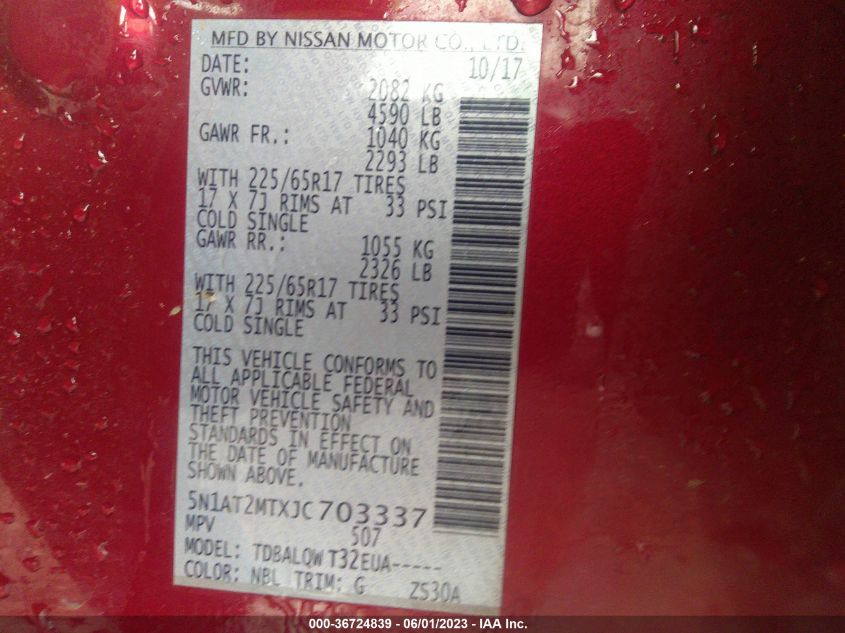 MFD BY NISSAN MOTOR CO., LTD.
DATE: 10/17
GVWR: 2082 KG
4590 LB
GAWR FR.: 1040 KG
2293 LB
WITH 225/65R17 TIRES
17 X 7J RIMS AT 33 PSI
COLD SINGLE
GAWR RR.: 1055 KG
2326 LB
WITH 225/65R17 TIRES
17 X 7J RIMS AT 33 PSI
COLD SINGLE
THIS VEHICLE CONFORMS TO
ALL APPLICABLE FEDERAL
MOTOR VEHICLE SAFETY AND
THEFT PREVENTION
STANDARDS IN EFFECT ON
THE DATE OF MANUFACTURE
SHOWN ABOVE.
5N1AT2MTXJC703337
MPV 507
MODEL: TDBALQW T32EUA-----
COLOR: NBL TRIM: G ZS30A
000-36724839 - 06/01/2023 - IAA Inc.